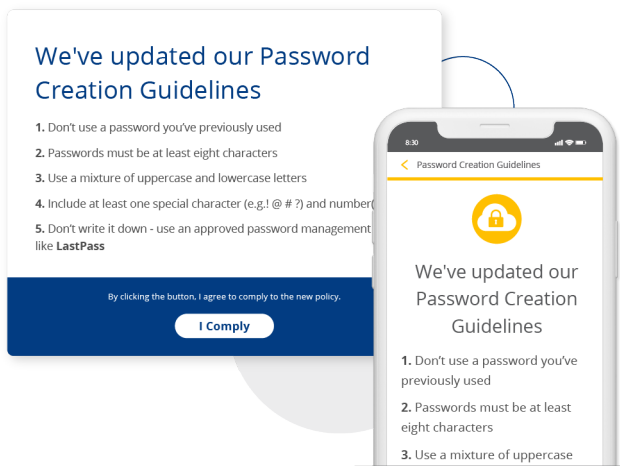 We've updated our Password
Creation Guidelines
1. Don't use a password you've previously used
2. Passwords must be at least eight characters
3. Use a mixture of uppercase and lowercase letters
4. Include at least one special character (e.g.! @ # ?) and number(
5. Don't write it down - use an approved password management
like LastPass
By clicking the button, I agree to comply to the new policy.
I Comply
8:30
Password Creation Guidelines
We've updated our
Password Creation
Guidelines
1. Don't use a password you've
previously used
2. Passwords must be at least
eight characters
3. Use a mixture of uppercase